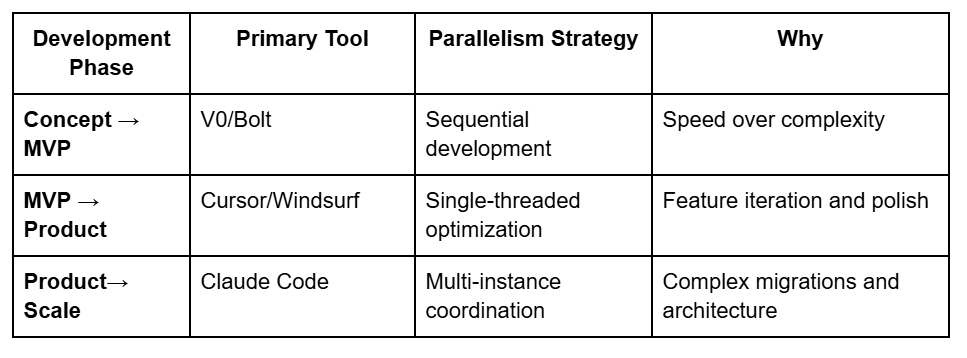 Development
Phase
Primary Tool
Parallelism Strategy
Why
Concept →
MVP
V0/Bolt
Sequential
development
Speed over complexity
MVP →
Product
Cursor/Windsurf
Single-threaded
optimization
Feature iteration and polish
Product→
Scale
Claude Code
Multi-instance
coordination
Complex migrations and
architecture